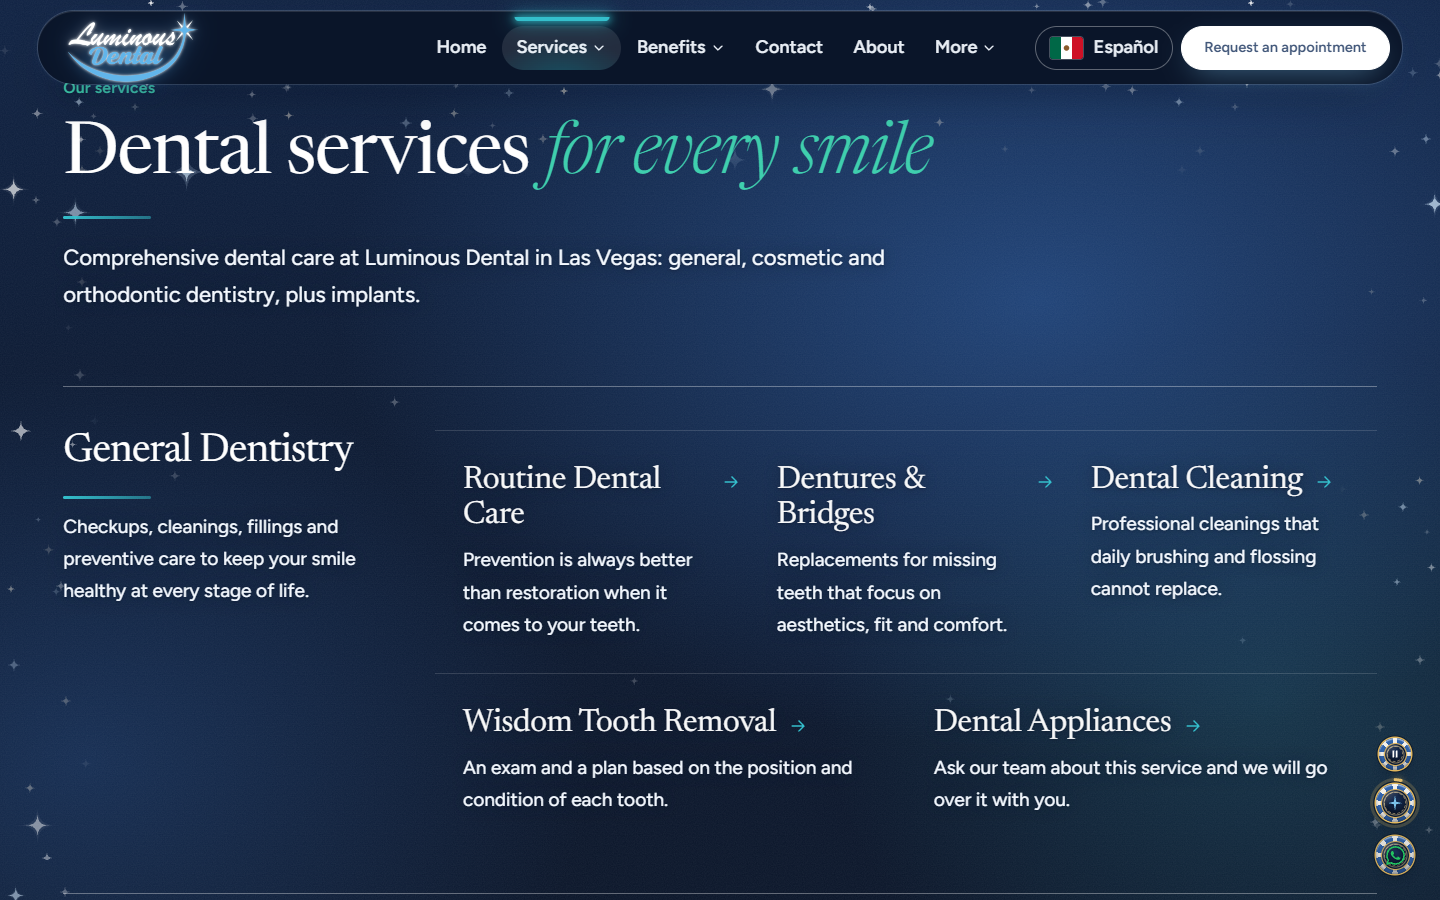 Luminous
Dental
Home
Services
Benefits
Contact
About
More
Español
Request an appointment
Our services
Dental services for every smile
Comprehensive dental care at Luminous Dental in Las Vegas: general, cosmetic and
orthodontic dentistry, plus implants.
General Dentistry
Checkups, cleanings, fillings and
preventive care to keep your smile
healthy at every stage of life.
Routine Dental
Care
Prevention is always better
than restoration when it
comes to your teeth.
Dentures &
Bridges
Replacements for missing
teeth that focus on
aesthetics, fit and comfort.
Dental Cleaning
Professional cleanings that
daily brushing and flossing
cannot replace.
Wisdom Tooth Removal
An exam and a plan based on the position and
condition of each tooth.
Dental Appliances
Ask our team about this service and we will go
over it with you.